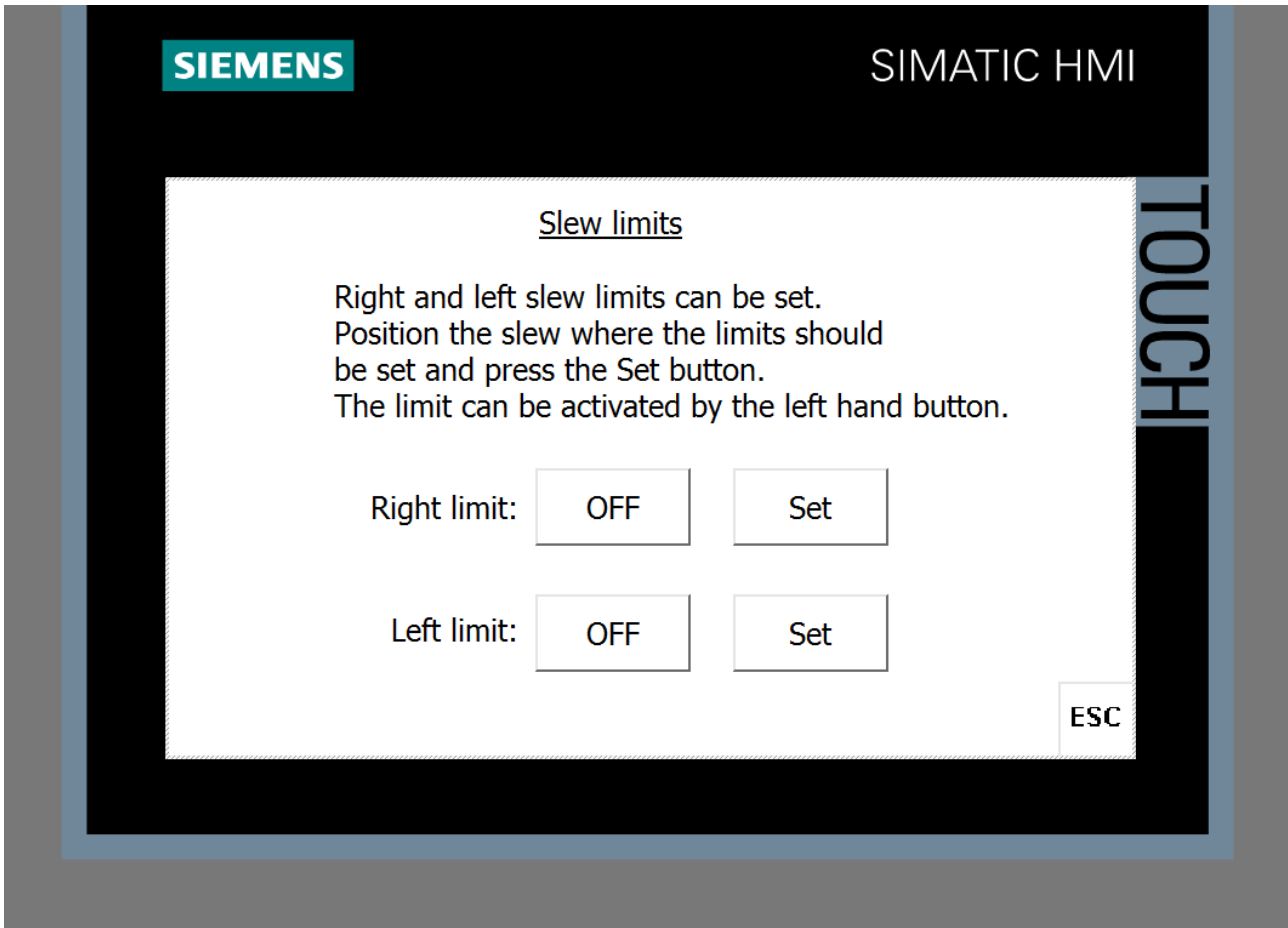 SIEMENS
SIMATIC HMI
TOUCH
Slew limits
Right and left slew limits can be set.
Position the slew where the limits should
be set and press the Set button.
The limit can be activated by the left hand button.
Right limit: OFF Set
Left limit: OFF Set
ESC